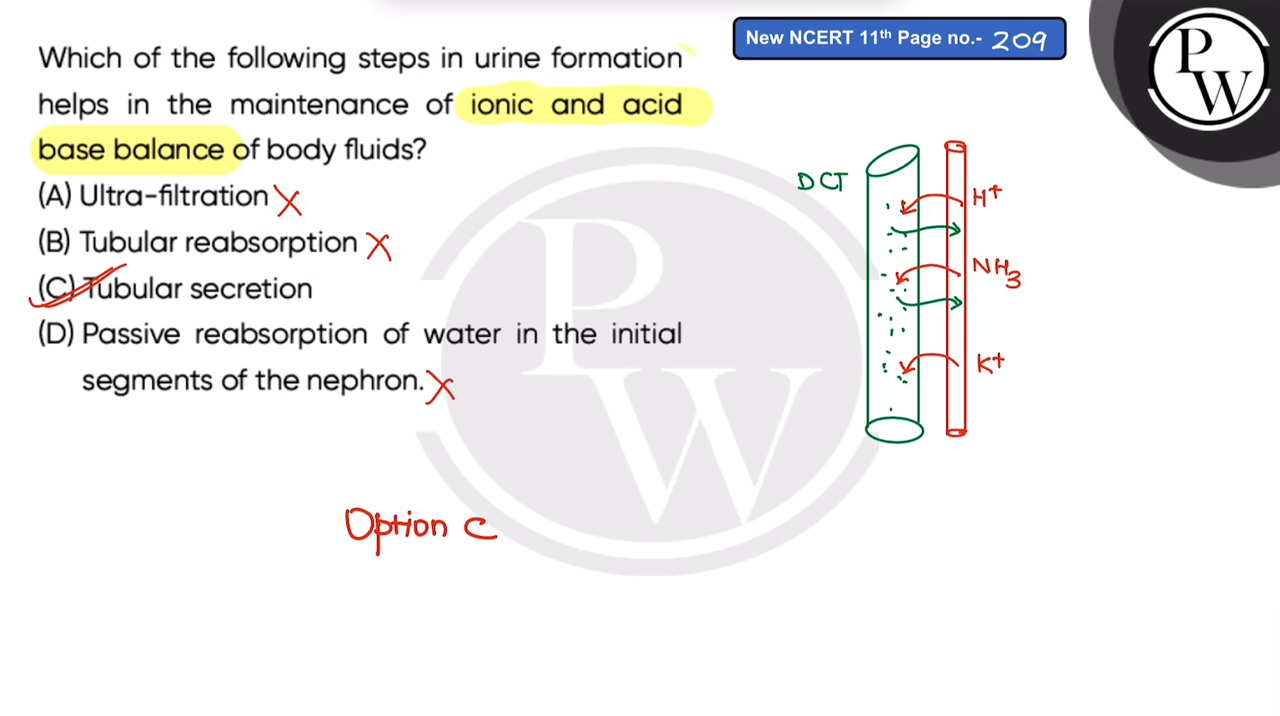 New NCERT 11th Page no.- 209
PW
Which of the following steps in urine formation
helps in the maintenance of ionic and acid
base balance of body fluids?
(A) Ultra-filtration
(B) Tubular reabsorption
(C) Tubular secretion
(D) Passive reabsorption of water in the initial
segments of the nephron.
DCT
H+
NH3
K+
Option C
PW